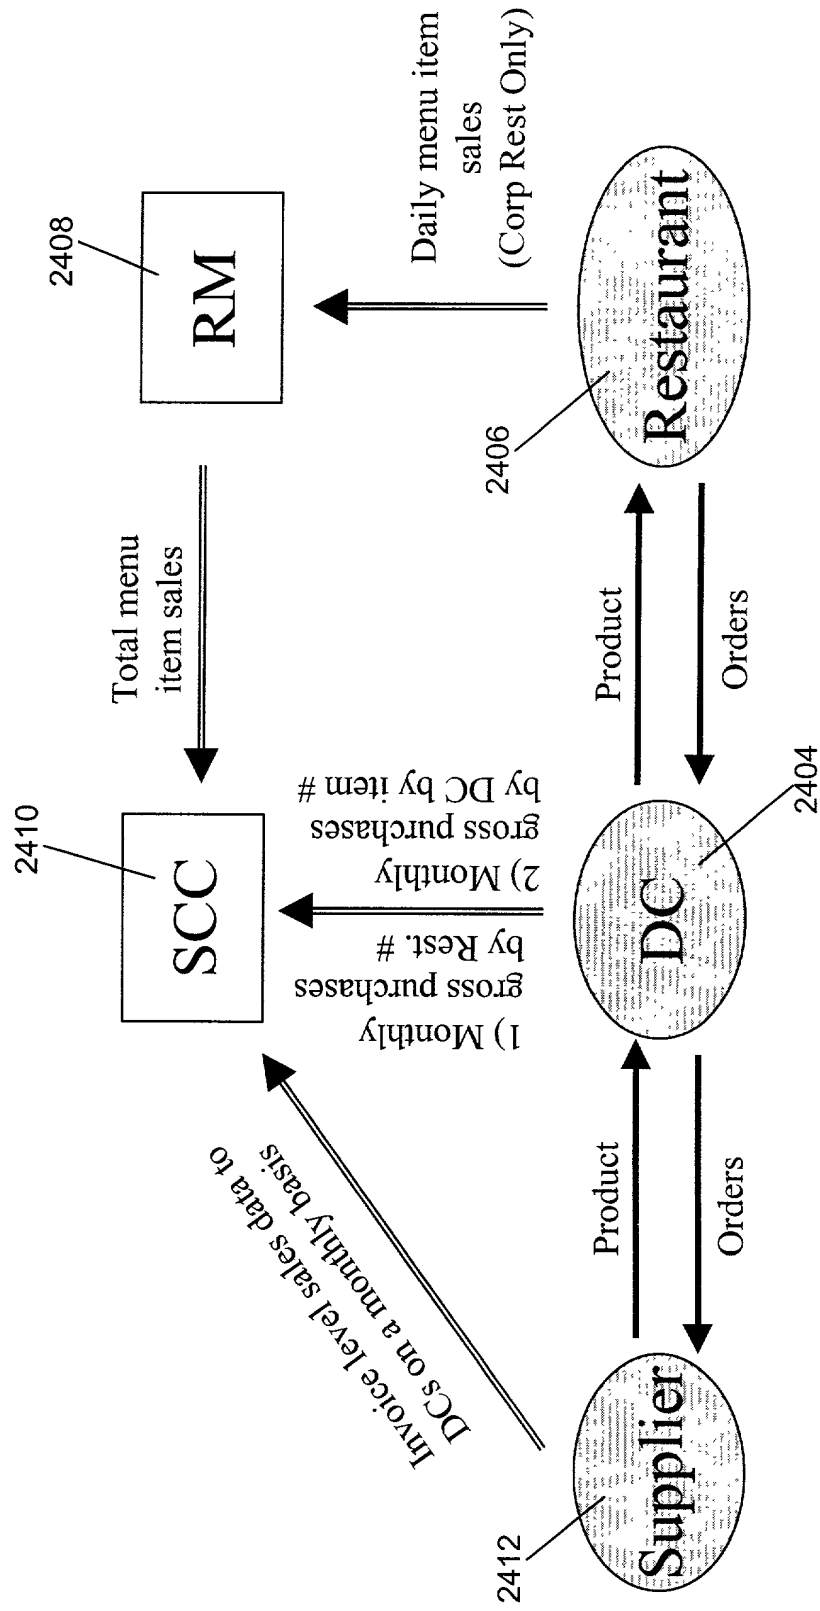 2410
SCC
Total menu
item sales
2408
RM
Invoice level sales data to
DCs on a monthly basis
1) Monthly
gross purchases
by Rest. #
2) Monthly
gross purchases
by DC by item #
Daily menu item
sales
(Corp Rest Only)
2412
Supplier
Product
Orders
DC
2404
Product
Orders
2406
Restaurant